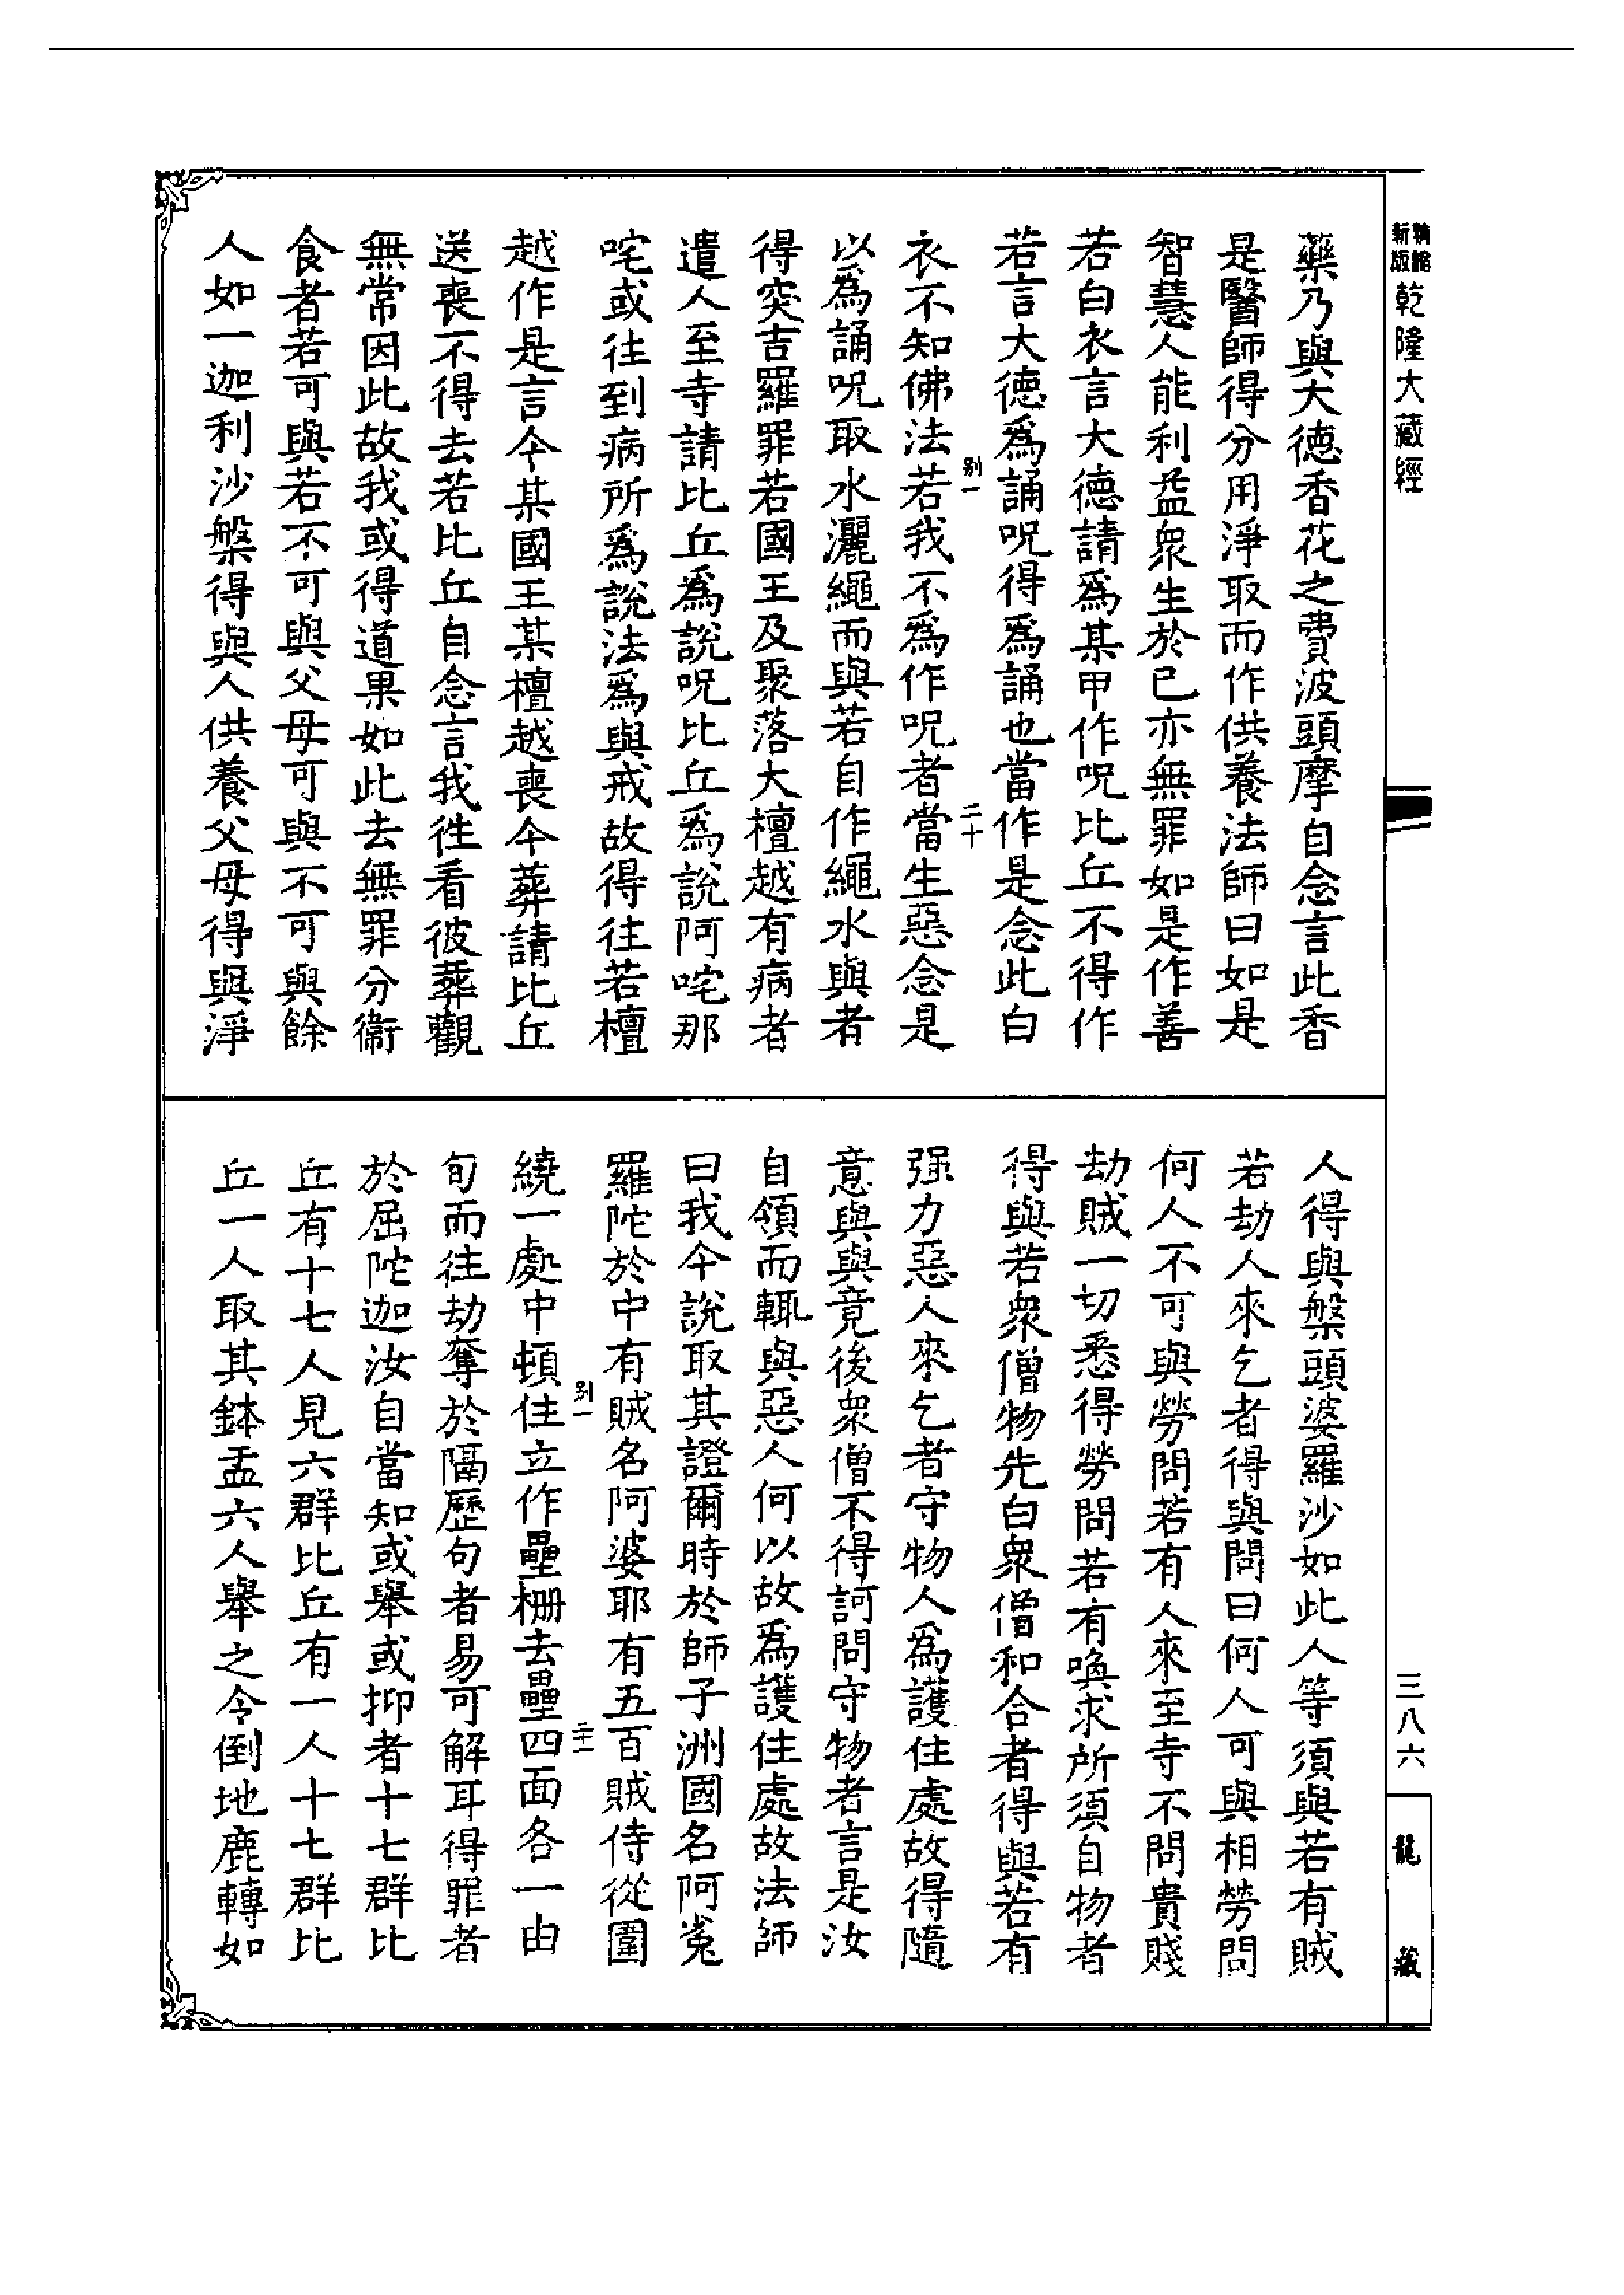 新版 精縮
乾隆大藏經
藥乃與大德香花之費波頭摩自念言此香
是醫師得分用淨取而作供養法師曰如是
智慧人能利益衆生於已亦無罪如是作善
若白衣言大德請爲某甲作呪比丘不得作
若言大德爲誦呪得爲誦也當作是念此白
別一
二十
衣不知佛法若我不爲作呪者當生惡念是
以爲誦呪取水灑繩而與若自作繩水與者
得突吉羅罪若國王及聚落大檀越有病者
遣人至寺請比丘爲說呪比丘爲說阿咤那
咤或往到病所爲說法爲與戒故得往若檀
越作是言今某國王某檀越喪今葬請比丘
送喪不得去若比丘自念言我往看彼葬觀
無常因此故我或得道果如此去無罪分衞
食者若可與若不可與父母可與不可與餘
人如一迦利沙槃得與人供養父母得與淨
人得與槃頭婆羅沙如此人等須與若有賊
若劫人來乞者得與問曰何人可與相勞問
何人不可與勞問若有人來至寺不問貴賤
劫賊一切悉得勞問若有喚求所須自物者
得與若衆僧物先白衆僧和合者得與若有
强力惡人來乞者守物人爲護住處故得隨
意與與竟後衆僧不得訶問守物者言是汝
自領而輒與惡人何以故爲護住處故法師
曰我今說取其證爾時於師子洲國名阿㝹
羅陀於中有賊名阿婆耶有五百賊侍從圍
別一
二十一
繞一處中頓住立作壘柵去壘四面各一由
旬而往劫奪於隔歷句者易可解耳得罪者
於屈陀迦汝自當知或舉或抑者十七群比
丘有十七人見六群比丘有一人十七群比
丘一人取其鉢盂六人舉之令倒地鹿轉如
三八六
龍藏